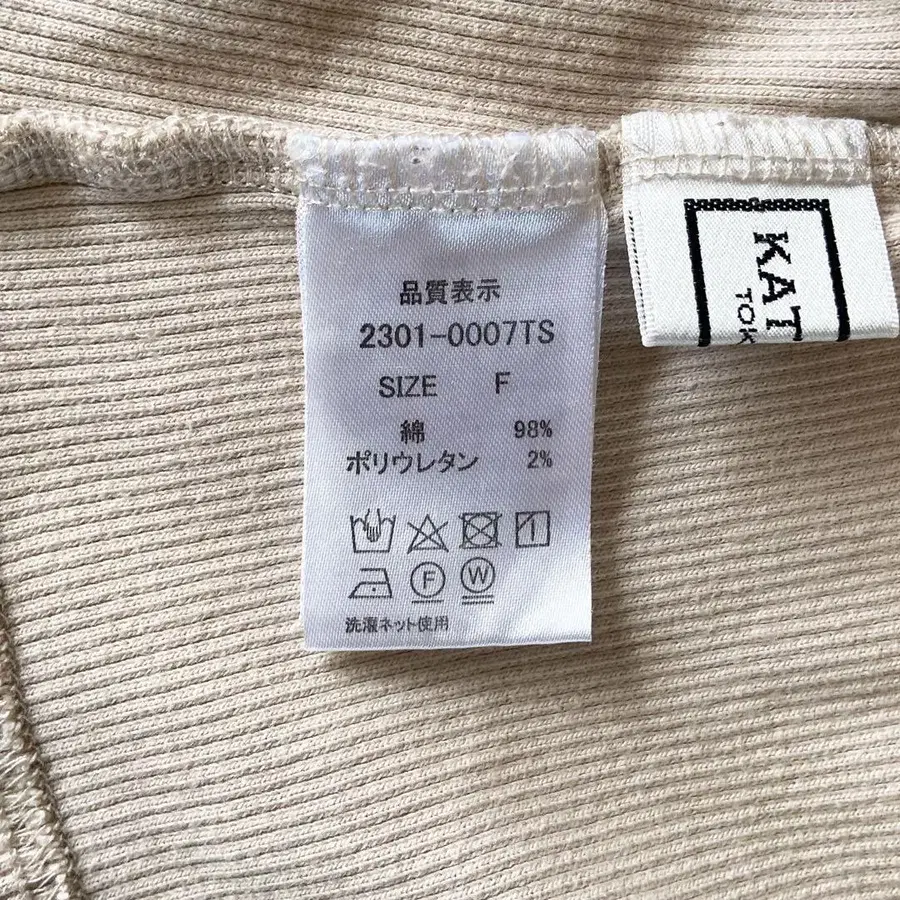 品質表示
2301-0007TS
SIZE F
綿 98%
ポリウレタン 2%
F W
洗濯ネット使用
KAT
TOK